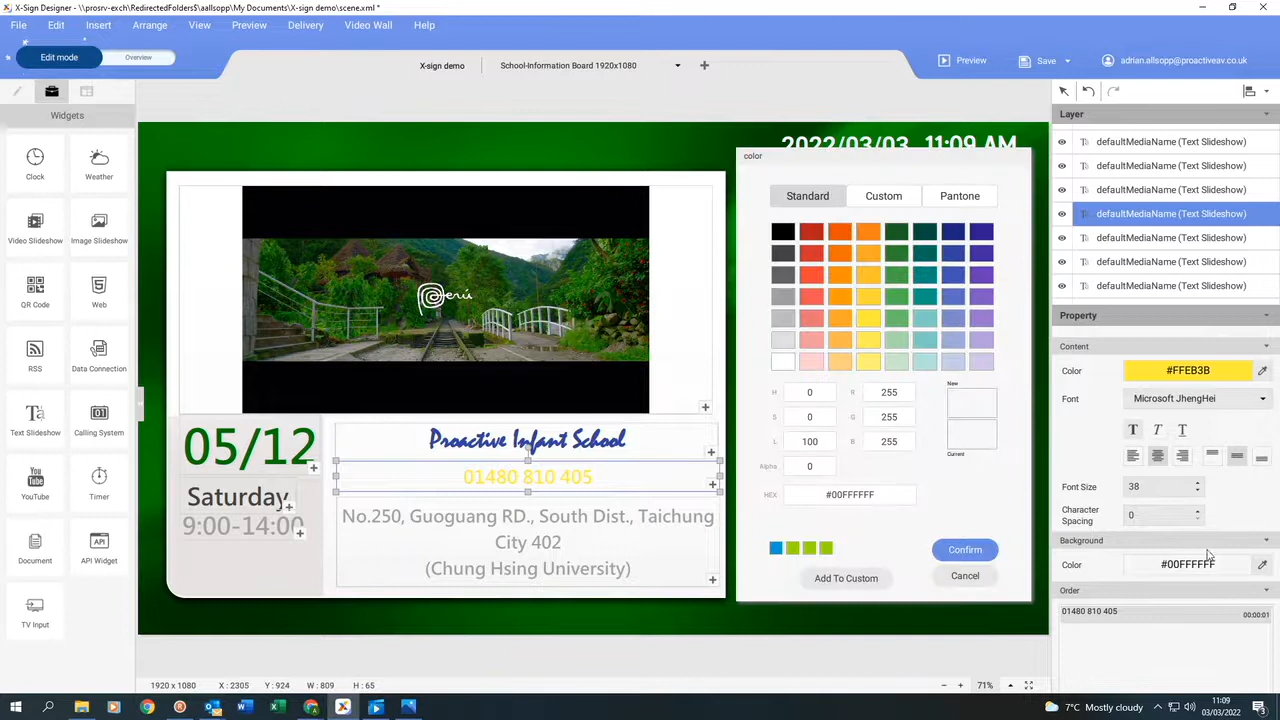 X-Sign Designer - \\prosrv-exch\RedirectedFolders$\aallsopp\My Documents\X-sign demo\scene.xml *
File Edit Insert Arrange View Preview Delivery Video Wall Help
Edit mode Overview
X-sign demo School-Information Board 1920x1080
Preview Save adrian.allsopp@proactiveav.co.uk
Widgets
Clock Weather
Video Slideshow Image Slideshow
QR Code Web
RSS Data Connection
Text Slideshow Calling System
YouTube Timer
Document API Widget
TV Input
2022/03/03 11:09 AM
Perú
05/12
Saturday
9:00-14:00
Proactive Infant School
01480 810 405
No.250, Guoguang RD., South Dist., Taichung
City 402
(Chung Hsing University)
color
Standard Custom Pantone
H 0 R 255
S 0 G 255
L 100 B 255
Alpha 0
HEX #00FFFFFF
New
Current
Confirm
Add To Custom Cancel
Layer
defaultMediaName (Text Slideshow)
defaultMediaName (Text Slideshow)
defaultMediaName (Text Slideshow)
defaultMediaName (Text Slideshow)
defaultMediaName (Text Slideshow)
defaultMediaName (Text Slideshow)
defaultMediaName (Text Slideshow)
Property
Content
Color #FFEB3B
Font Microsoft JhengHei
T T T
Font Size 38
Character
Spacing 0
Background
Color #00FFFFFF
Order
01480 810 405 00:00:01
1920 x 1080 X : 2305 Y : 924 W : 809 H : 65 71%
7°C Mostly cloudy
11:09
03/03/2022